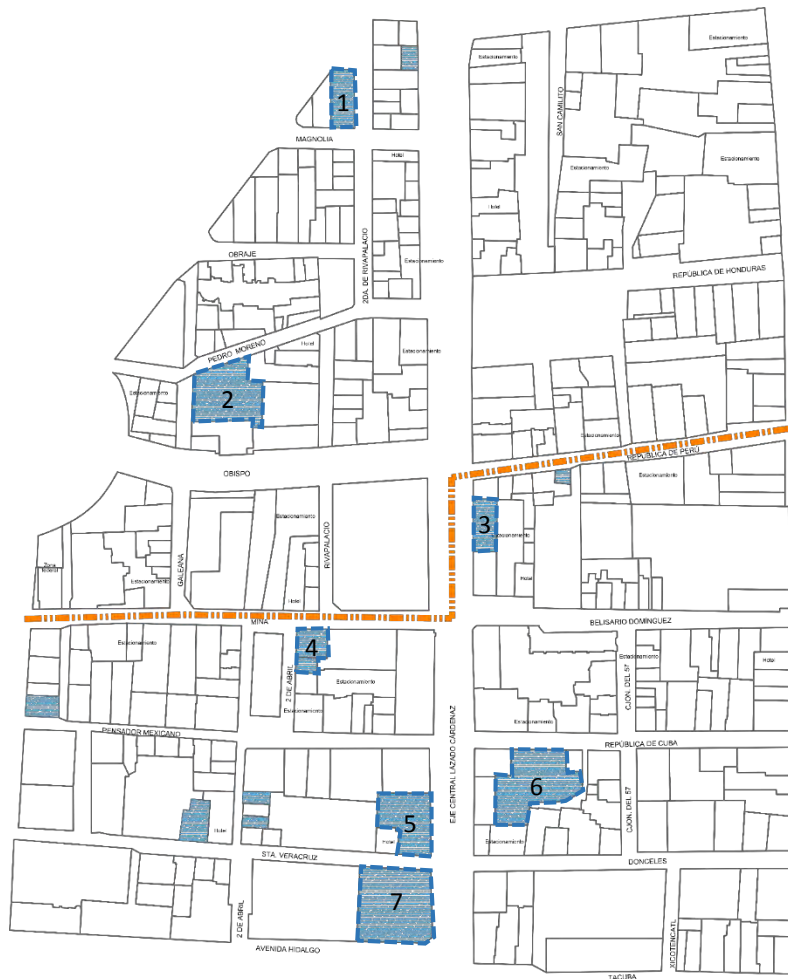 Estacionamiento
Estacionamiento
1
MAGNOLIA
SAN CAMILITO
Hotel
Estacionamiento
Estacionamiento
Hotel
OBRAJE
2DA. DE RIVAPALACIO
Estacionamiento
REPÚBLICA DE HONDURAS
PEDRO MORENO
Hotel
Estacionamiento
Estacionamiento
2
Estacionamiento
REPÚBLICA DE PERÚ
OBISPO
Estacionamiento
Estacionamiento
3
Estacionamiento
GALEANA
RIVAPALACIO
Zona
Federal
Estacionamiento
Hotel
Hotel
MINA
BELISARIO DOMÍNGUEZ
Estacionamiento
4
2 DE ABRIL
Estacionamiento
Estacionamiento
CJON. DEL 57
Hotel
Estacionamiento
Estacionamiento
PENSADOR MEXICANO
EJE CENTRAL LAZADO CÁRDENAZ
REPÚBLICA DE CUBA
6
5
Hotel
Hotel
CJON. DEL 57
Estacionamiento
STA. VERACRUZ
DONCELES
7
2 DE ABRIL
AVENIDA HIDALGO
XICOTENCATL
TACUBA